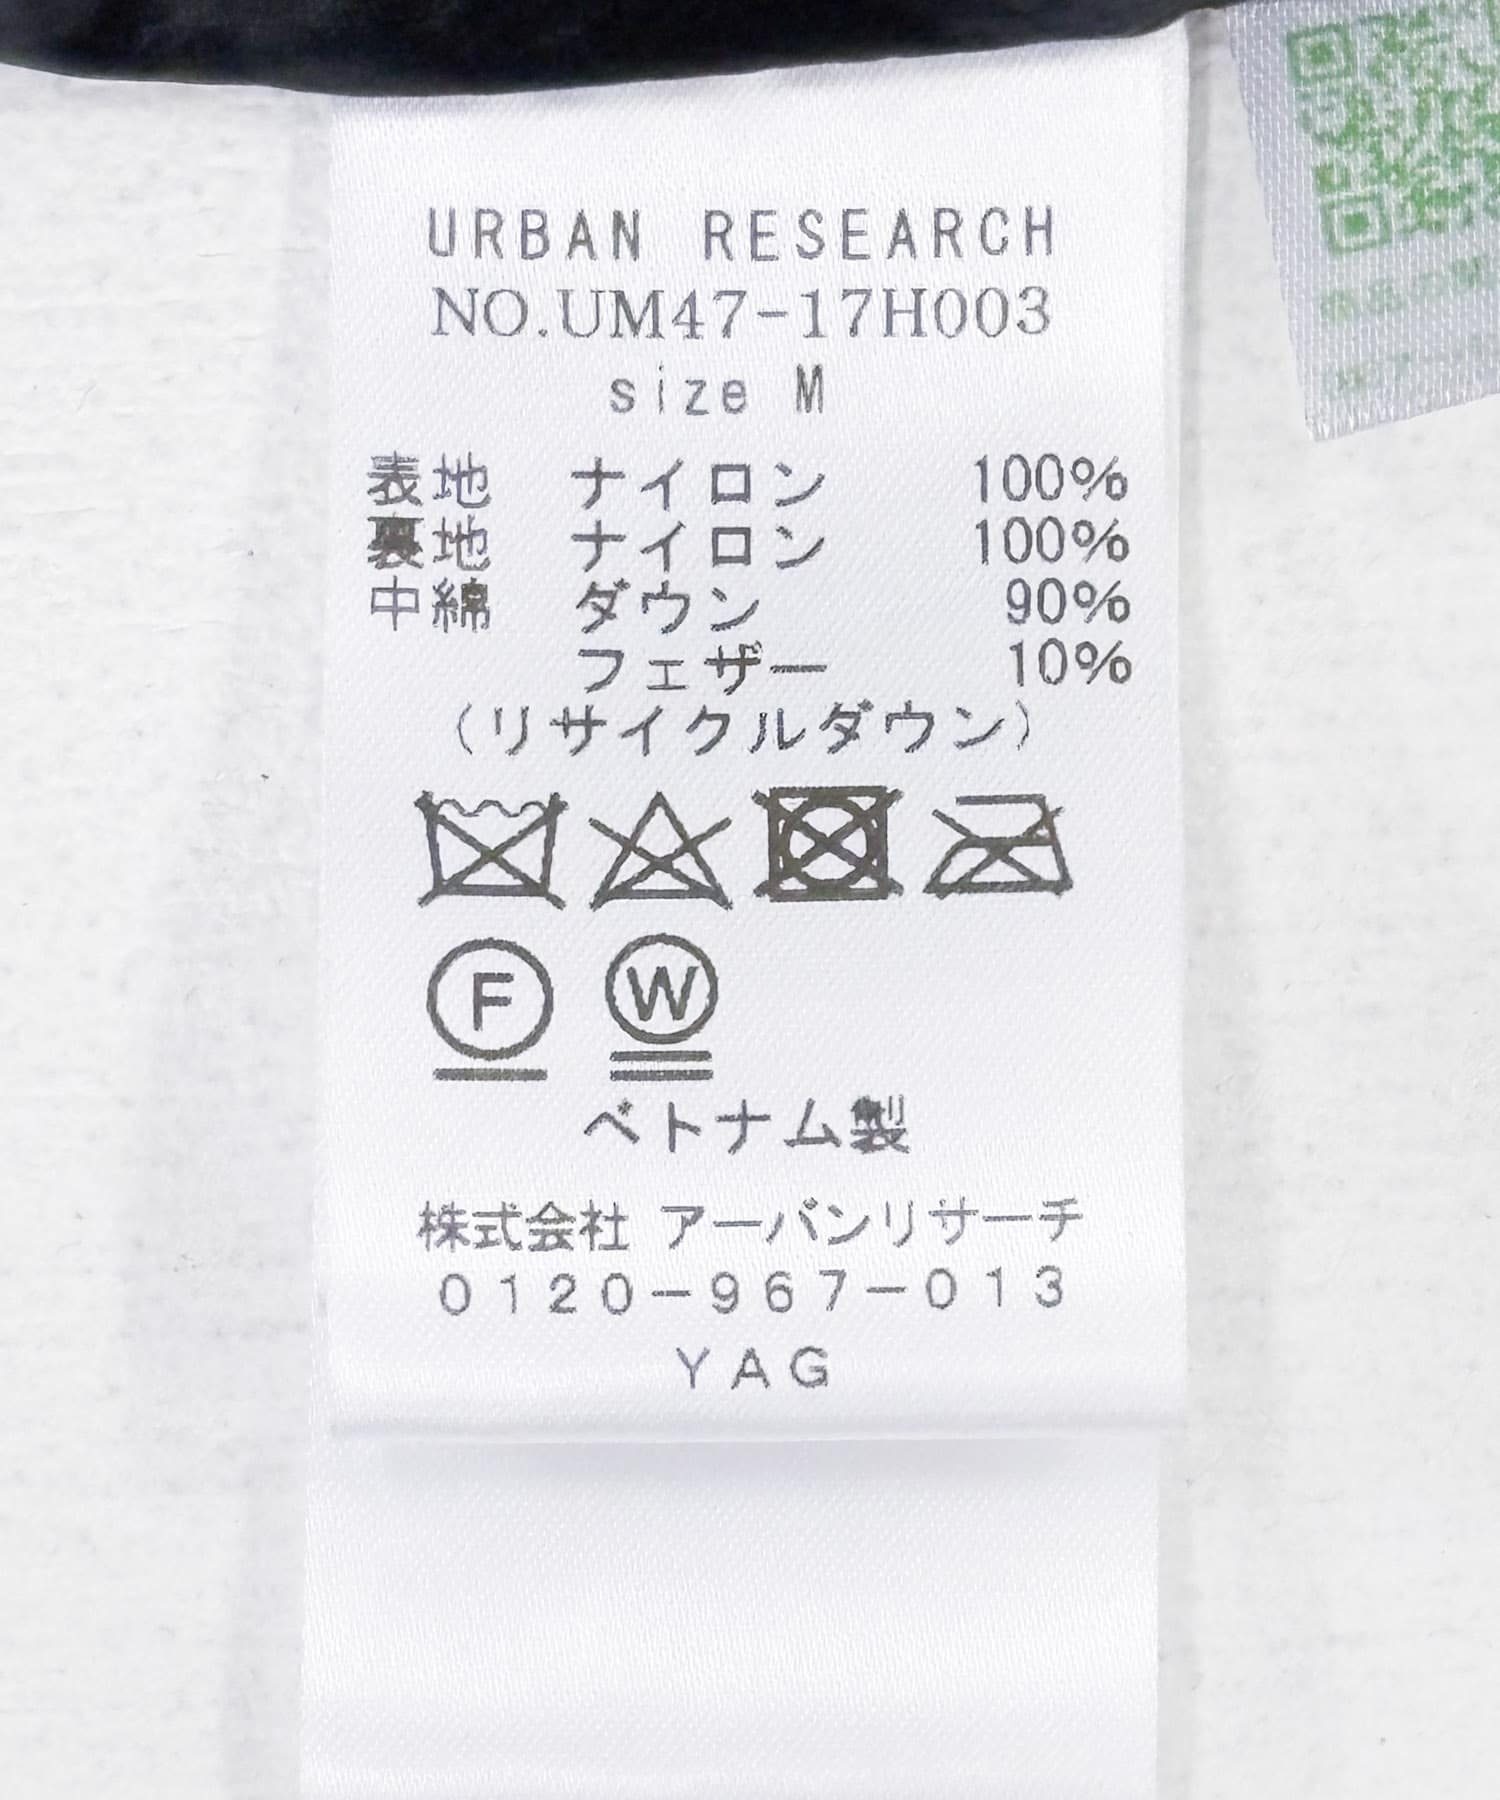 URBAN RESEARCH
NO.UM47-17H003
size M
表地 ナイロン 100%
裏地 ナイロン 100%
中綿 ダウン 90%
フェザー 10%
(リサイクルダウン)
F W
ベトナム製
株式会社 アーバンリサーチ
0120-967-013
YAG